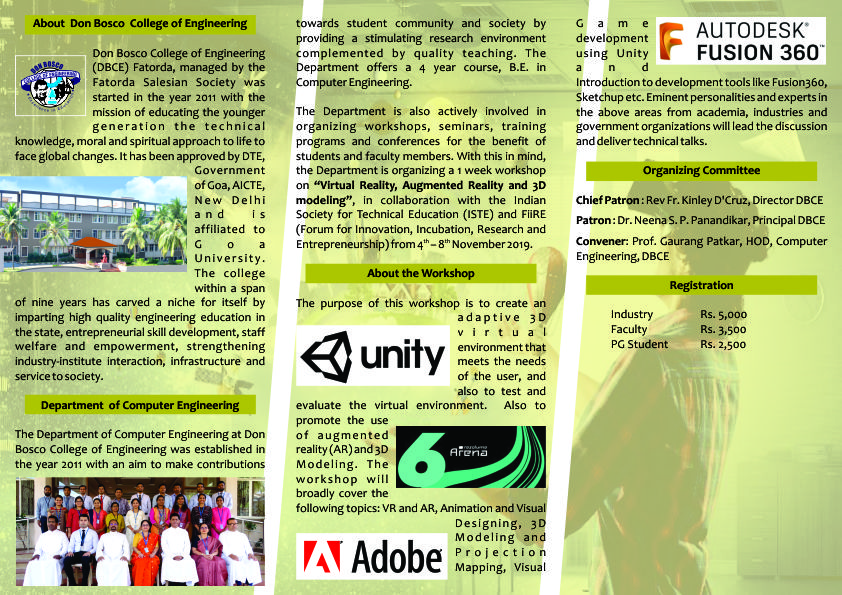 About Don Bosco College of Engineering
DON BOSCO
COLLEGE OF ENGINEERING
Don Bosco College of Engineering
(DBCE) Fatorda, managed by the
Fatorda Salesian Society was
started in the year 2011 with the
mission of educating the younger
generation the technical
knowledge, moral and spiritual approach to life to
face global changes. It has been approved by DTE,
Government
of Goa, AICTE,
New Delhi
and is
affiliated to
Goa
University.
The college
within a span
of nine years has carved a niche for itself by
imparting high quality engineering education in
the state, entrepreneurial skill development, staff
welfare and empowerment, strengthening
industry-institute interaction, infrastructure and
service to society.
Department of Computer Engineering
The Department of Computer Engineering at Don
Bosco College of Engineering was established in
the year 2011 with an aim to make contributions
towards student community and society by
providing a stimulating research environment
complemented by quality teaching. The
Department offers a 4 year course, B.E. in
Computer Engineering.
The Department is also actively involved in
organizing workshops, seminars, training
programs and conferences for the benefit of
students and faculty members. With this in mind,
the Department is organizing a 1 week workshop
on “Virtual Reality, Augmented Reality and 3D
modeling”, in collaboration with the Indian
Society for Technical Education (ISTE) and FiiRE
(Forum for Innovation, Incubation, Research and
Entrepreneurship) from 4th – 8th November 2019.
About the Workshop
The purpose of this workshop is to create an
adaptive 3D
virtual
environment that
meets the needs
of the user, and
also to test and
unity
evaluate the virtual environment. Also to
promote the use
of augmented
reality (AR) and 3D
Modeling. The
workshop will
broadly cover the
6
Arena
following topics: VR and AR, Animation and Visual
Designing, 3D
Modeling and
Projection
Mapping, Visual
Adobe
Game
development
using Unity
and
AUTODESK®
FUSION 360™
Introduction to development tools like Fusion360,
Sketchup etc. Eminent personalities and experts in
the above areas from academia, industries and
government organizations will lead the discussion
and deliver technical talks.
Organizing Committee
Chief Patron : Rev Fr. Kinley D'Cruz, Director DBCE
Patron : Dr. Neena S. P. Panandikar, Principal DBCE
Convener: Prof. Gaurang Patkar, HOD, Computer
Engineering, DBCE
Registration
Industry Rs. 5,000
Faculty Rs. 3,500
PG Student Rs. 2,500